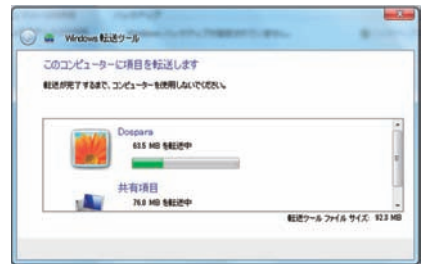 Windows 転送ツール
このコンピューターに項目を転送します
転送が完了するまで、コンピューターを使用しないでください。
Dospara
63.5 MB を転送中
共有項目
76.0 MB を転送中
転送ツール ファイル サイズ: 92.3 MB